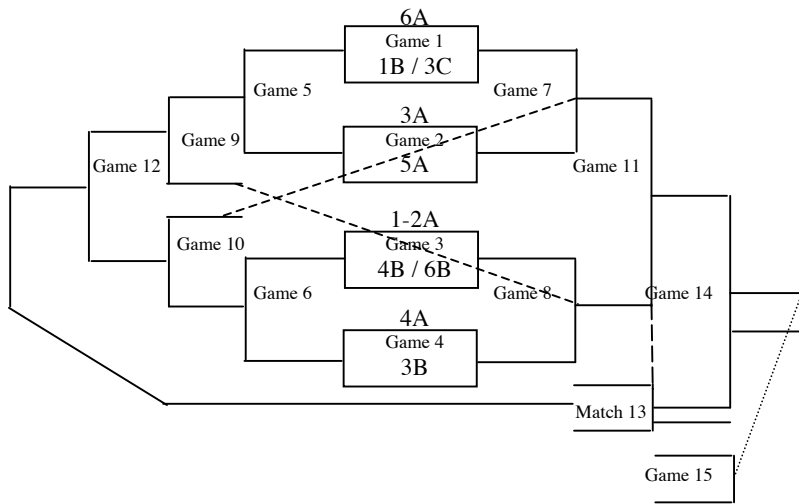 6A
Game 1
1B / 3C
Game 5
Game 7
3A
Game 2
5A
Game 9
Game 12
Game 11
1-2A
Game 3
4B / 6B
Game 10
Game 6
Game 8
Game 14
4A
Game 4
3B
Match 13
Game 15